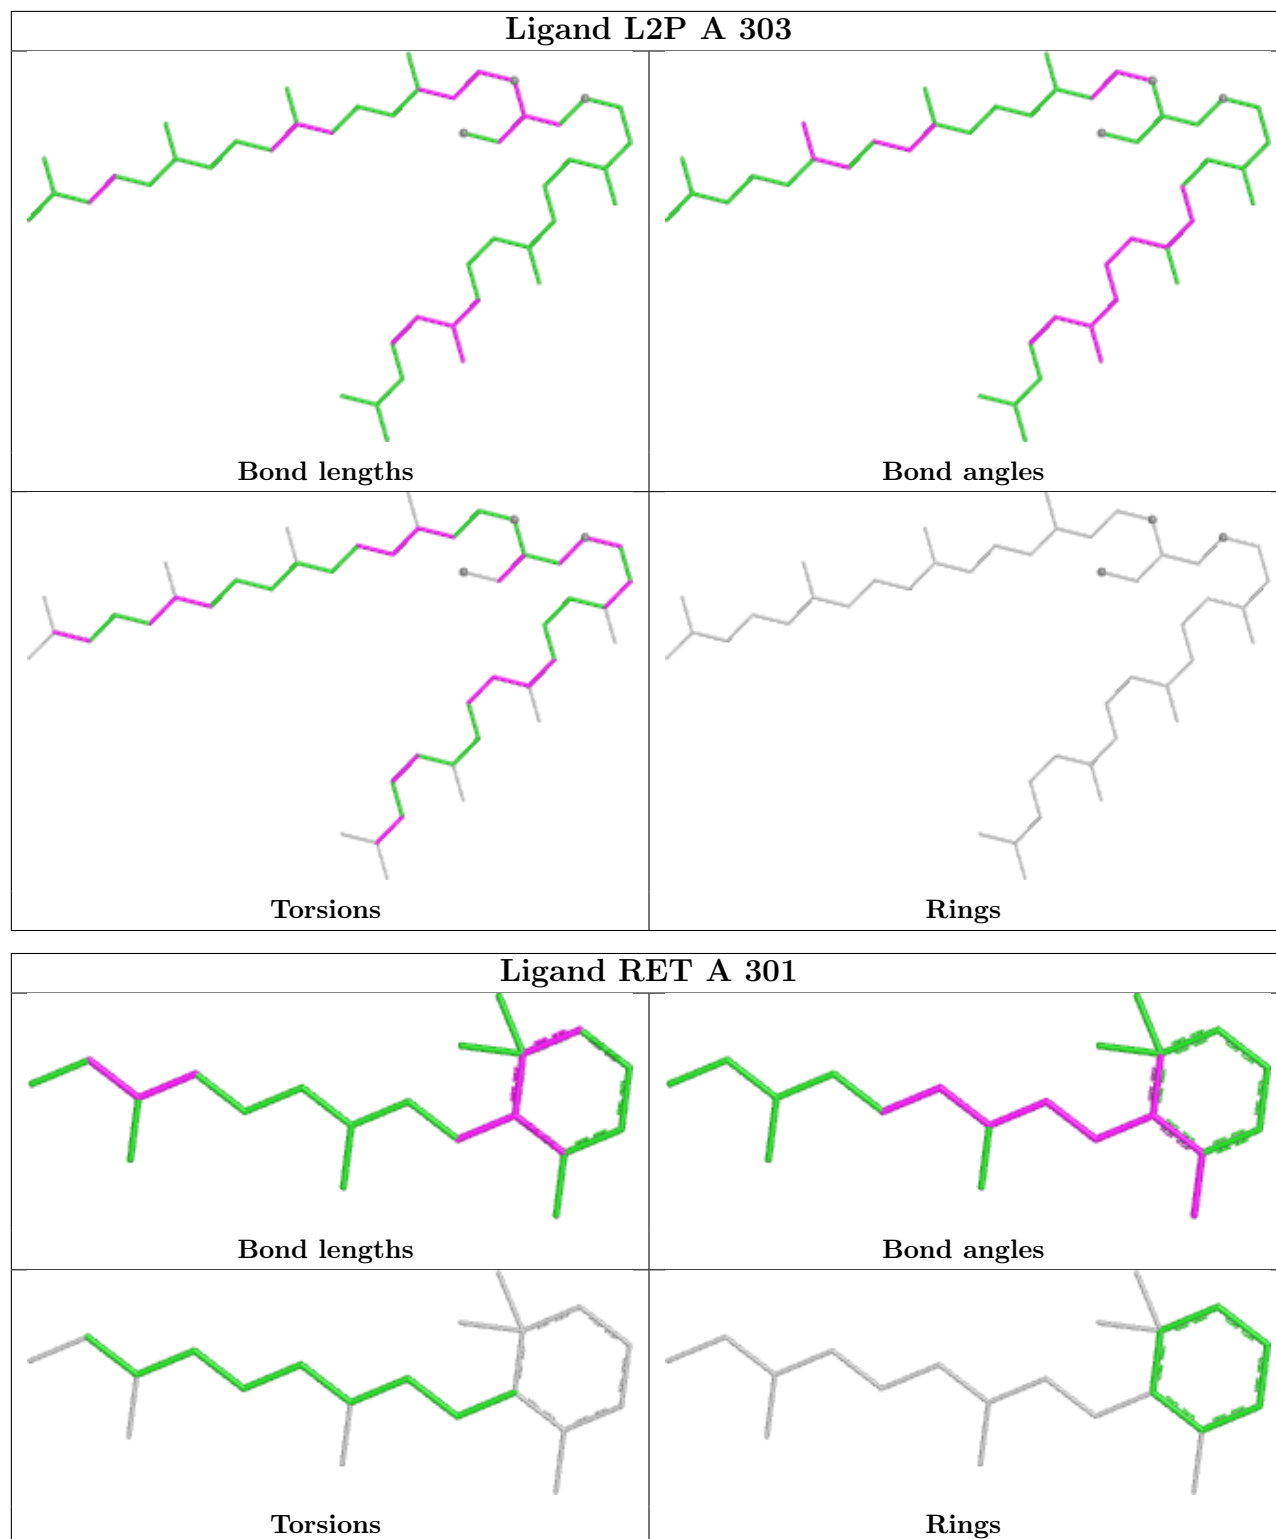 Ligand L2P A 303
Bond lengths
Bond angles
Torsions
Rings
Ligand RET A 301
Bond lengths
Bond angles
Torsions
Rings